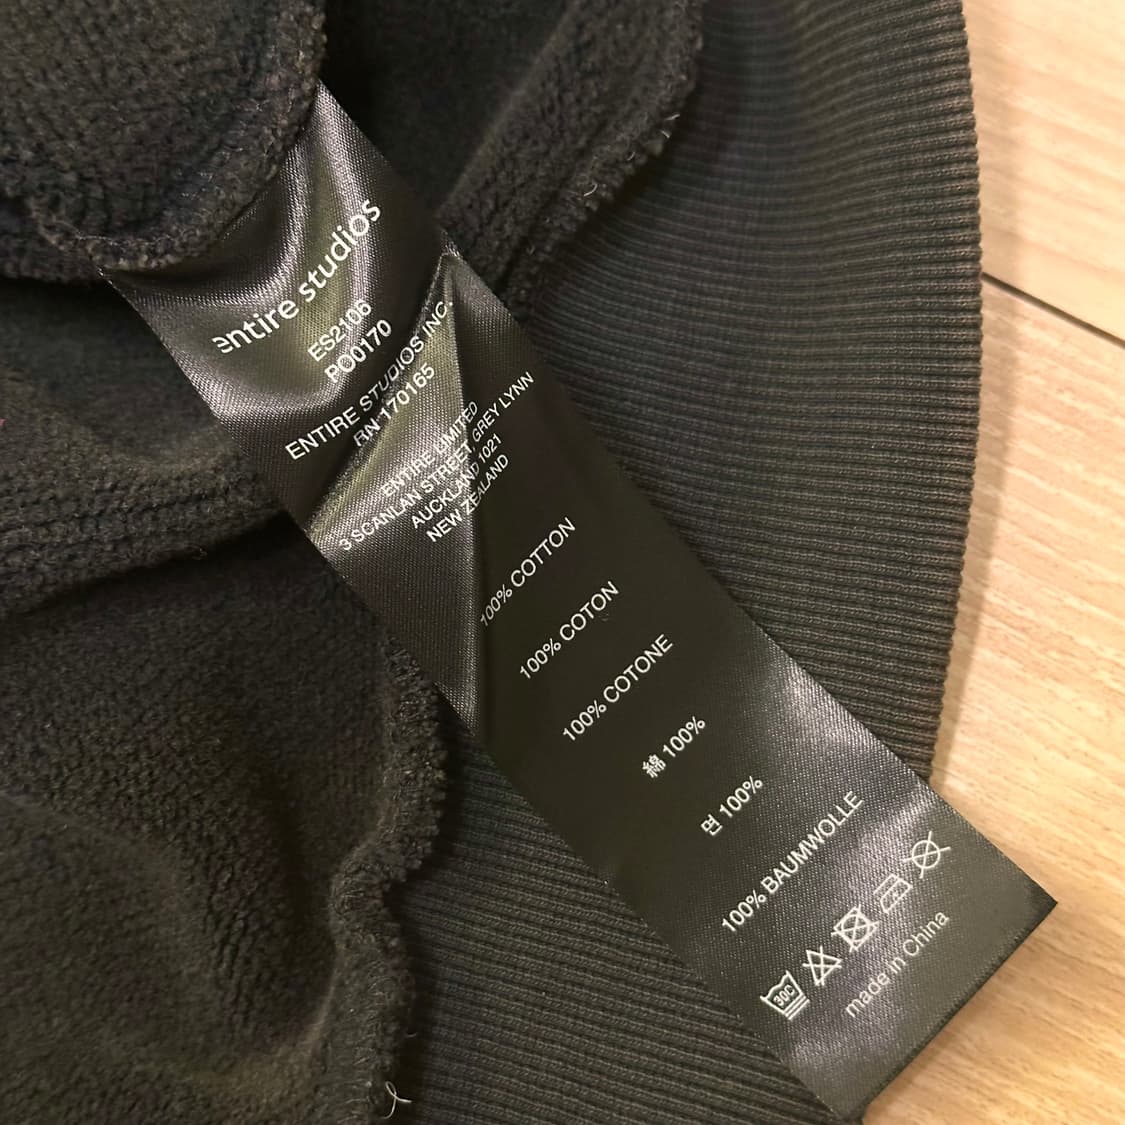 entire studios
ES2106
PO0170
ENTIRE STUDIOS INC.
RN 170165
ENTIRE LIMITED
3 SCANLAN STREET, GREY LYNN
AUCKLAND 1021
NEW ZEALAND
100% COTTON
100% COTON
100% COTONE
綿 100%
면 100%
100% BAUMWOLLE
30C
made in China